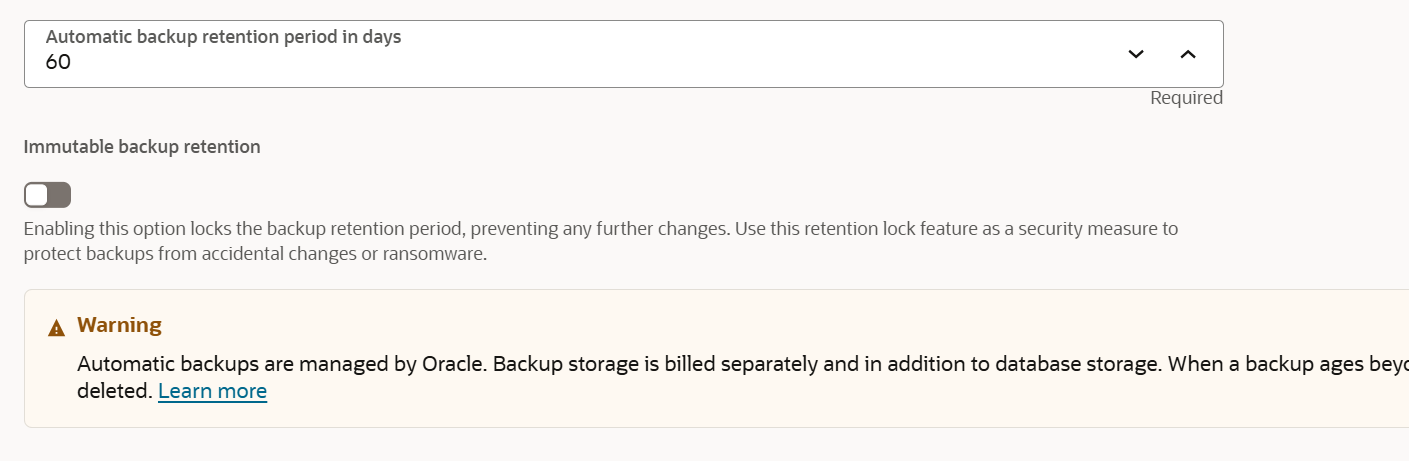 Automatic backup retention period in days
60
Required
Immutable backup retention
Enabling this option locks the backup retention period, preventing any further changes. Use this retention lock feature as a security measure to
protect backups from accidental changes or ransomware.
Warning
Automatic backups are managed by Oracle. Backup storage is billed separately and in addition to database storage. When a backup ages
deleted. Learn more